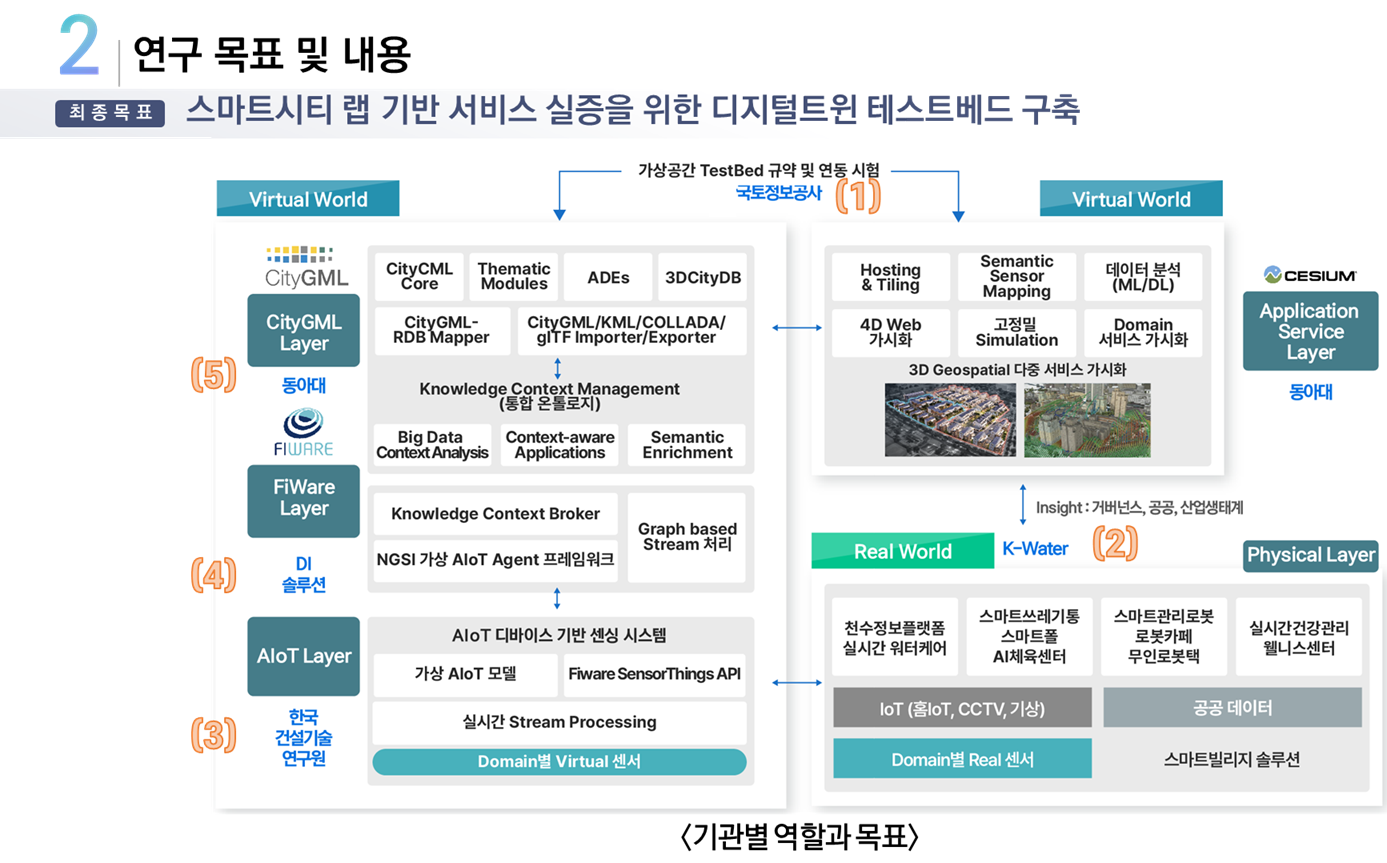 2
연구 목표 및 내용
최종목표
스마트시티 랩 기반 서비스 실증을 위한 디지털트윈 테스트베드 구축
가상공간 TestBed 규약 및 연동 시험
국토정보공사
(1)
Virtual World
CityGML
CityGML
Layer
(5)
동아대
FIWARE
FiWare
Layer
(4)
DI
솔루션
AIoT Layer
(3)
한국
건설기술
연구원
CityCML
Core
Thematic
Modules
ADEs
3DCityDB
CityGML-
RDB Mapper
CityGML/KML/COLLADA/
gITF Importer/Exporter
Knowledge Context Management
(통합 온톨로지)
Big Data
Context Analysis
Context-aware
Applications
Semantic
Enrichment
Knowledge Context Broker
NGSI 가상 AIoT Agent 프레임워크
Graph based
Stream 처리
AIoT 디바이스 기반 센싱 시스템
가상 AIoT 모델
Fiware SensorThings API
실시간 Stream Processing
Domain별 Virtual 센서
Virtual World
Hosting
& Tiling
Semantic
Sensor
Mapping
데이터 분석
(ML/DL)
4D Web
가시화
고정밀
Simulation
Domain
서비스 가시화
3D Geospatial 다중 서비스 가시화
CESIUM
Application
Service
Layer
동아대
Insight : 거버넌스, 공공, 산업생태계
Real World
K-Water
(2)
Physical Layer
천수정보플랫폼
실시간 워터케어
스마트쓰레기통
스마트폴
AI체육센터
스마트관리로봇
로봇카페
무인로봇택
실시간건강관리
웰니스센터
IoT (홈IoT, CCTV, 기상)
공공 데이터
Domain별 Real 센서
스마트빌리지 솔루션
〈기관별 역할과 목표〉